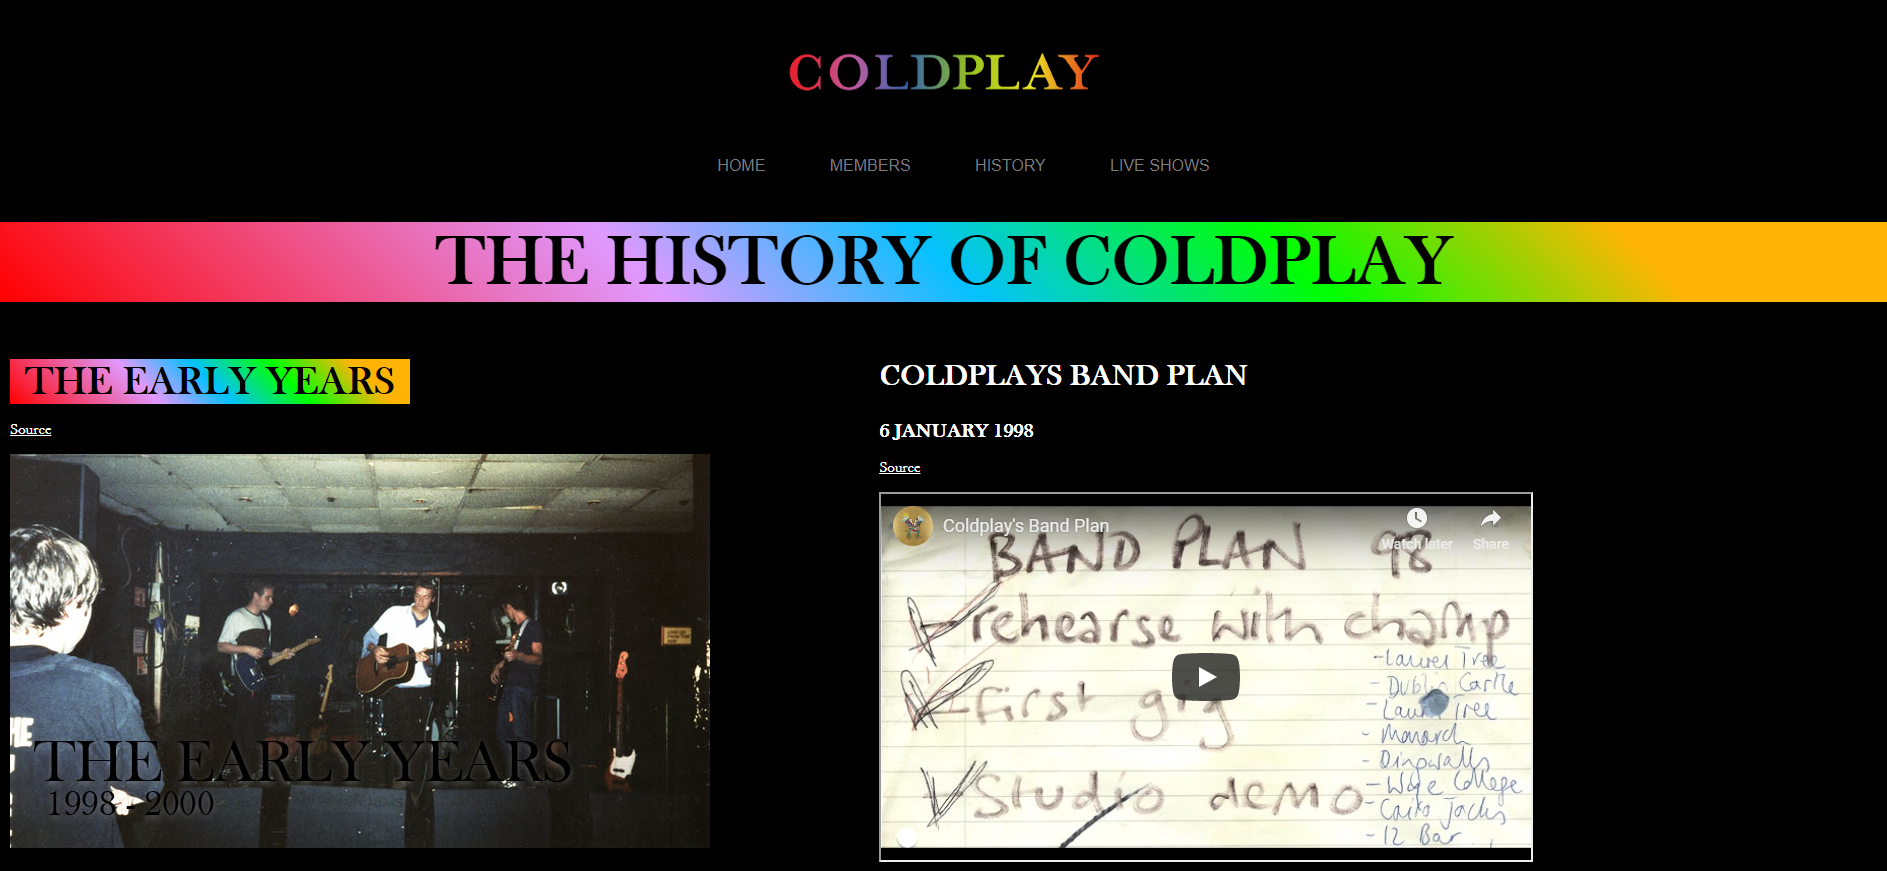 COLDPLAY
HOME MEMBERS HISTORY LIVE SHOWS
THE HISTORY OF COLDPLAY
THE EARLY YEARS
Source
THE EARLY YEARS
1998 - 2000
COLDPLAYS BAND PLAN
6 JANUARY 1998
Source
Coldplay's Band Plan
Watch later
Share
BAND PLAN 98
rehearse with champ
- Laurel Tree
- Dublin Castle
first gig
- Laurel Tree
- Monarch
- Dingwalls
- Wye College
Studio demo
- Cairo Jacks
- 12 Bar